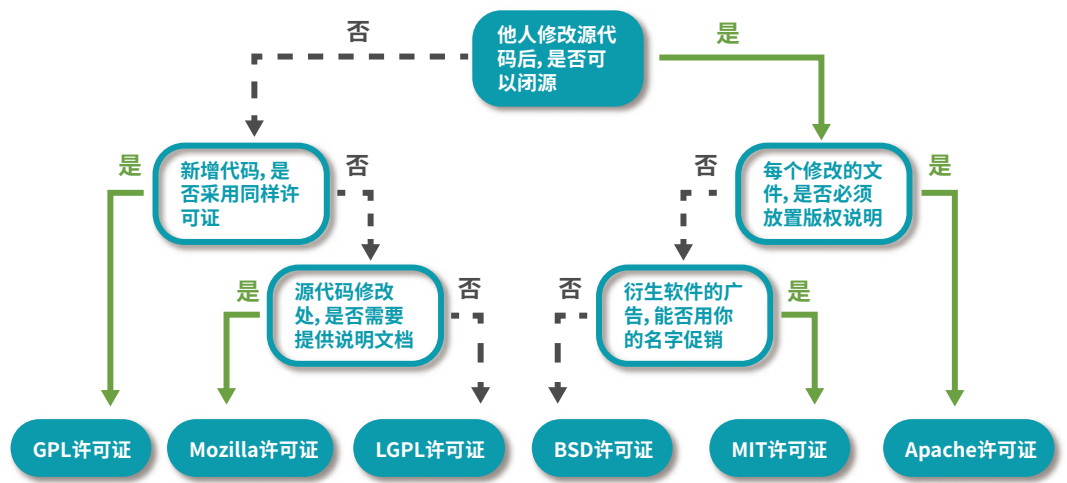 否
他人修改源代
码后，是否可
以闭源
是
是
新增代码，是
否采用同样许
可证
否
否
每个修改的文
件，是否必须
放置版权说明
是
是
源代码修改
处，是否需要
提供说明文档
否
否
衍生软件的广
告，能否用你
的名字促销
是
GPL许可证
Mozilla许可证
LGPL许可证
BSD许可证
MIT许可证
Apache许可证